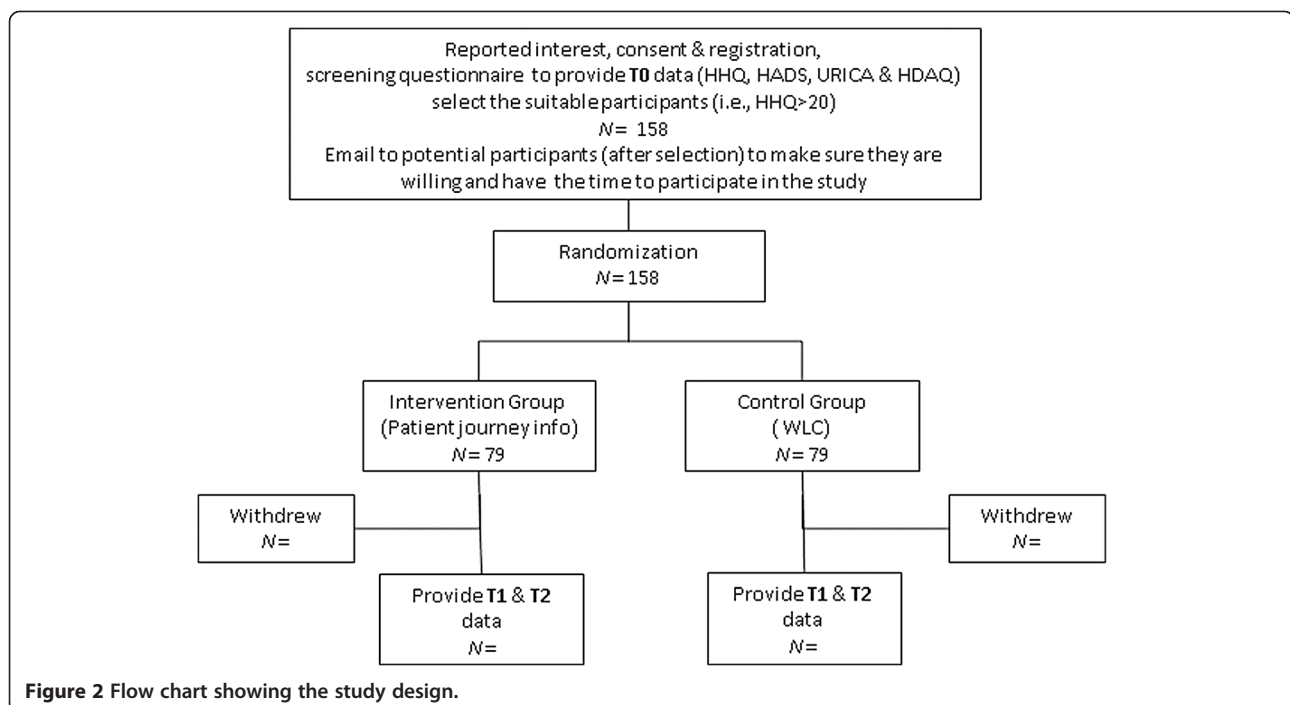 Reported interest, consent & registration,
screening questionnaire to provide T0 data (HHQ, HADS, URICA & HDAQ)
select the suitable participants (i.e., HHQ>20)
N= 158
Email to potential participants (after selection) to make sure they are
willing and have the time to participate in the study
Randomization
N=158
Intervention Group
(Patient journey info)
N=79
Control Group
( WLC)
N=79
Withdrew
N=
Withdrew
N=
Provide T1 & T2
data
N=
Provide T1 & T2
data
N=
Figure 2 Flow chart showing the study design.